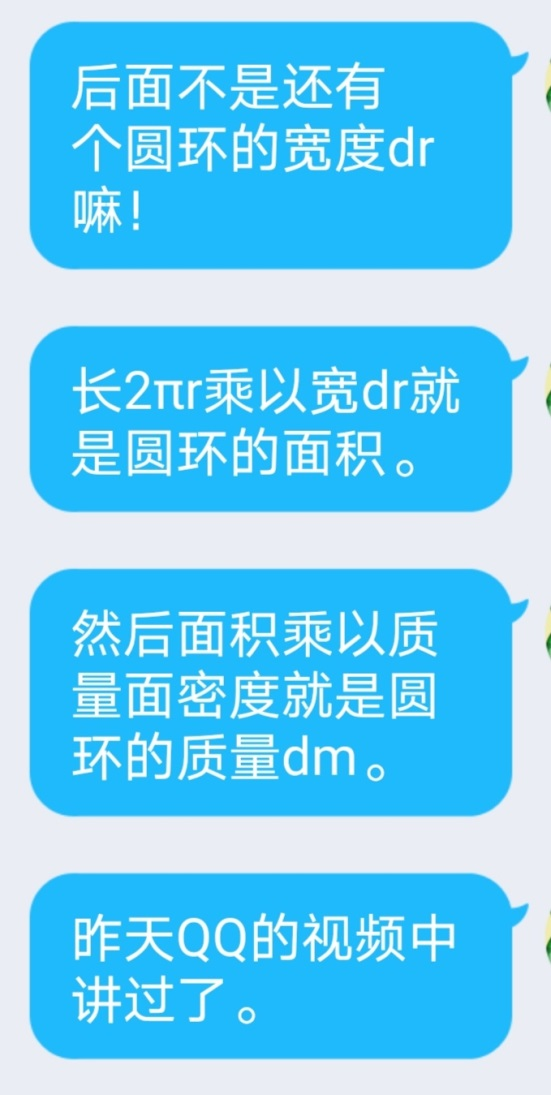 后面不是还有
个圆环的宽度dr
嘛！
长2πr乘以宽dr就
是圆环的面积。
然后面积乘以质
量面密度就是圆
环的质量dm。
昨天QQ的视频中
讲过了。